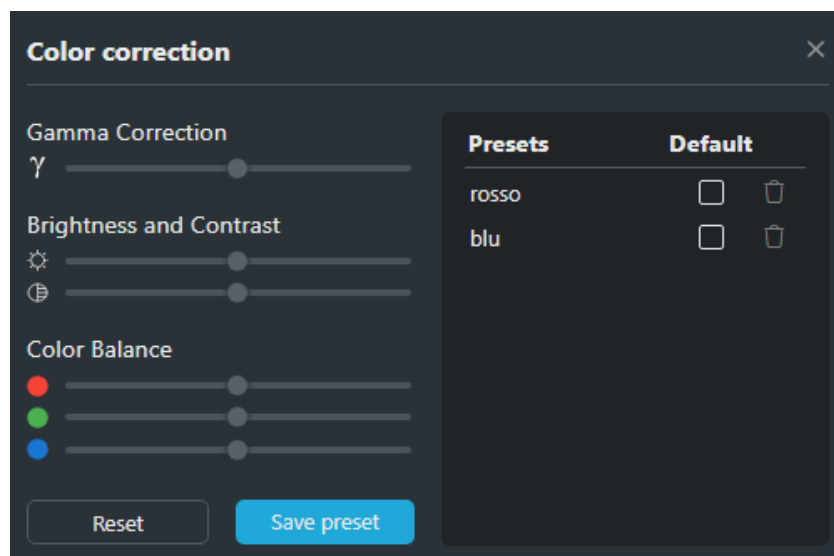 Color correction
Gamma Correction
γ
Brightness and Contrast
Color Balance
Reset
Save preset
Presets Default
rosso
blu